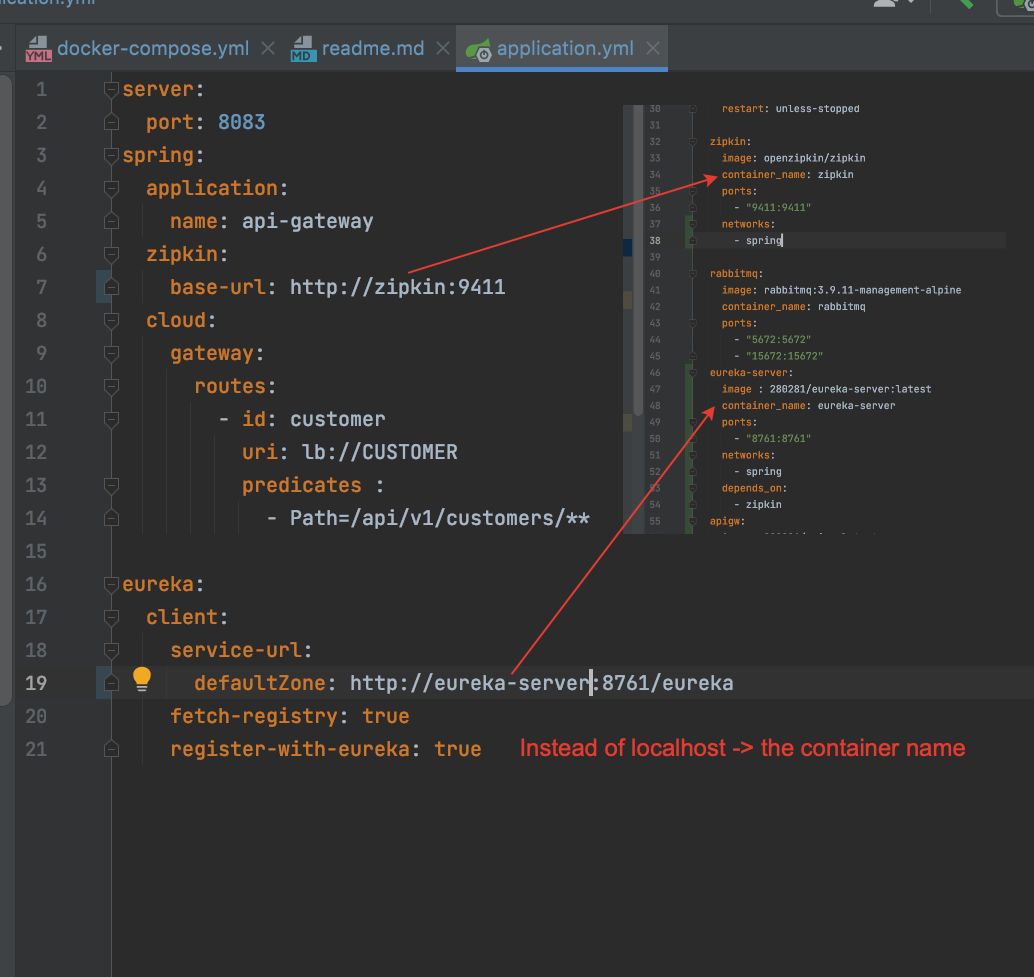 docker-compose.yml
readme.md
application.yml
1 server:
2 port: 8083
3 spring:
4 application:
5 name: api-gateway
6 zipkin:
7 base-url: http://zipkin:9411
8 cloud:
9 gateway:
10 routes:
11 - id: customer
12 uri: lb://CUSTOMER
13 predicates :
14 - Path=/api/v1/customers/**
15
16 eureka:
17 client:
18 service-url:
19 defaultZone: http://eureka-server:8761/eureka
20 fetch-registry: true
21 register-with-eureka: true
Instead of localhost -> the container name
30 restart: unless-stopped
31
32 zipkin:
33 image: openzipkin/zipkin
34 container_name: zipkin
35 ports:
36 - "9411:9411"
37 networks:
38 - spring
39
40 rabbitmq:
41 image: rabbitmq:3.9.11-management-alpine
42 container_name: rabbitmq
43 ports:
44 - "5672:5672"
45 - "15672:15672"
46 eureka-server:
47 image : 280281/eureka-server:latest
48 container_name: eureka-server
49 ports:
50 - "8761:8761"
51 networks:
52 - spring
53 depends_on:
54 - zipkin
55 apigw: